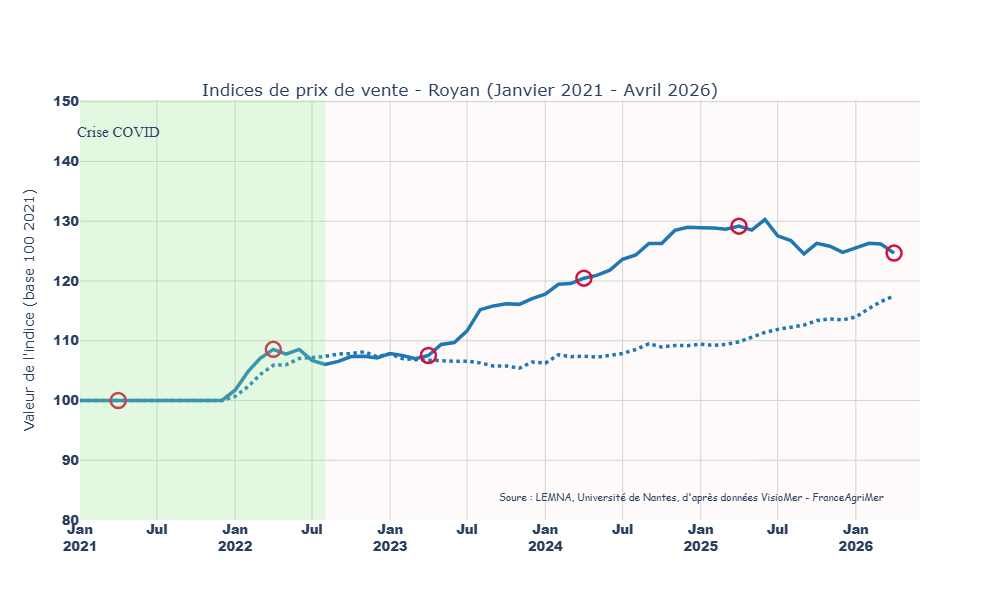 Indices de prix de vente - Royan (Janvier 2021 - Avril 2026)
Valeur de l'indice (base 100 2021)
150
140
130
120
110
100
90
80
Crise COVID
Soure : LEMNA, Université de Nantes, d'après données VisioMer - FranceAgriMer
Jan Jul Jan Jul Jan Jul Jan Jul Jan Jul Jan
2021 2022 2023 2024 2025 2026